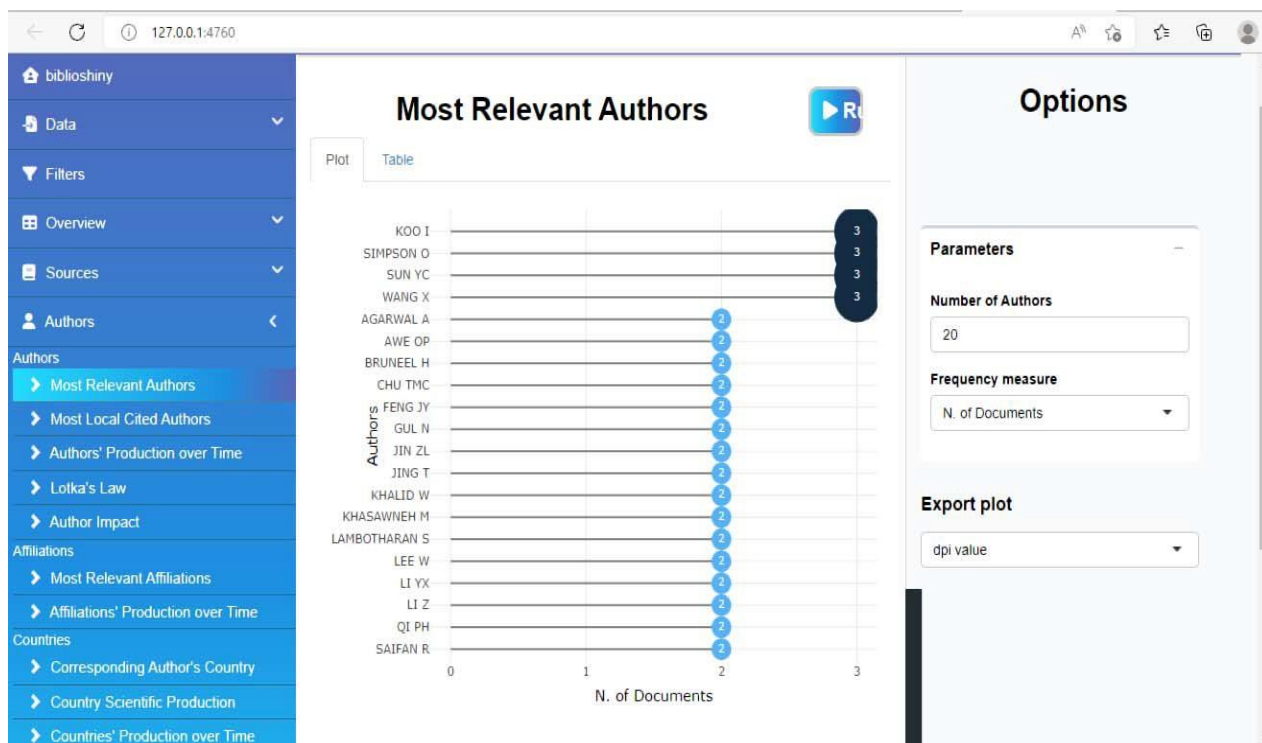 127.0.0.1:4760
biblioshiny
Data
Filters
Overview
Sources
Authors
Authors
Most Relevant Authors
Most Local Cited Authors
Authors' Production over Time
Lotka's Law
Author Impact
Affiliations
Most Relevant Affiliations
Affiliations' Production over Time
Countries
Corresponding Author's Country
Country Scientific Production
Countries' Production over Time
Most Relevant Authors
Plot Table
KOO I 3
SIMPSON O 3
SUN YC 3
WANG X 3
AGARWAL A 2
AWE OP 2
BRUNEEL H 2
CHU TMC 2
FENG JY 2
GUL N 2
JIN ZL 2
JING T 2
KHALID W 2
KHASAWNEH M 2
LAMBOTHARAN S 2
LEE W 2
LI YX 2
LI Z 2
QI PH 2
SAIFAN R 2
Authors
0 1 2 3
N. of Documents
Options
Parameters
Number of Authors
20
Frequency measure
N. of Documents
Export plot
dpi value